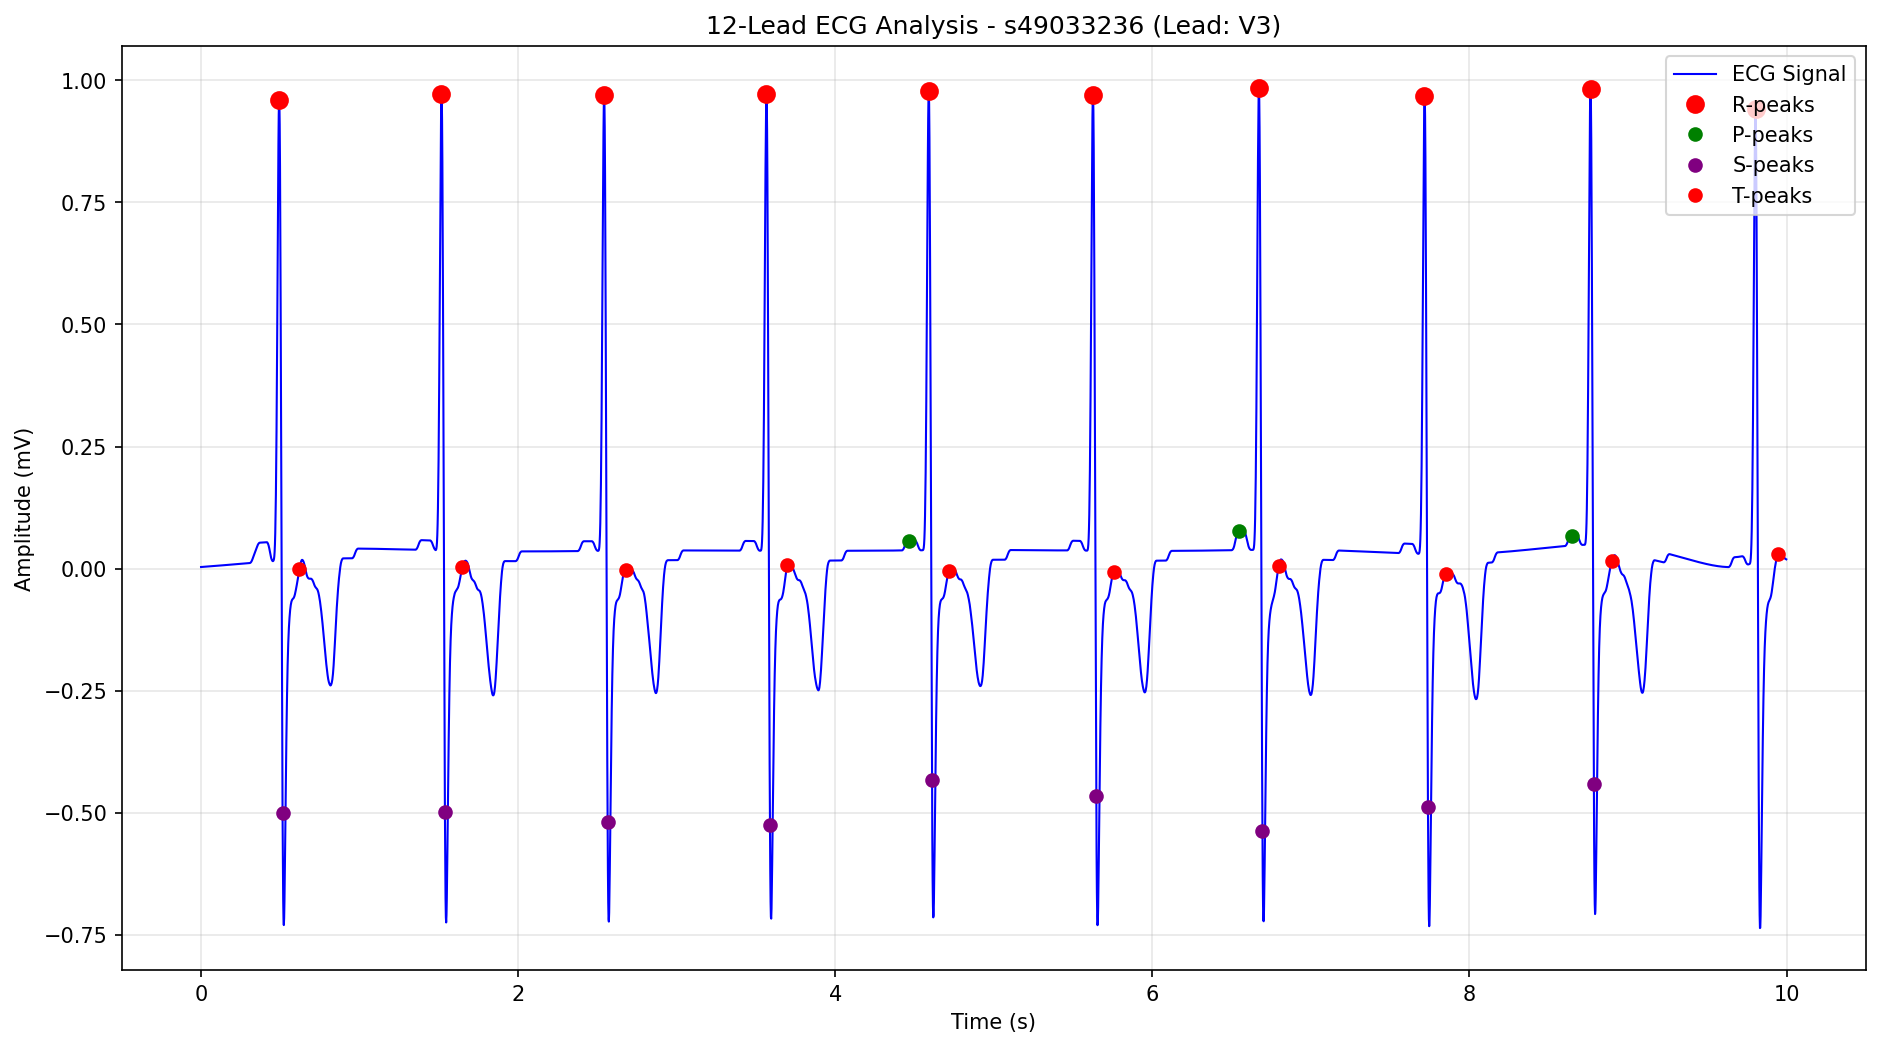 12-Lead ECG Analysis - s49033236 (Lead: V3)
ECG Signal
R-peaks
P-peaks
S-peaks
T-peaks
1.00
0.75
0.50
0.25
0.00
−0.25
−0.50
−0.75
Amplitude (mV)
0 2 4 6 8 10
Time (s)